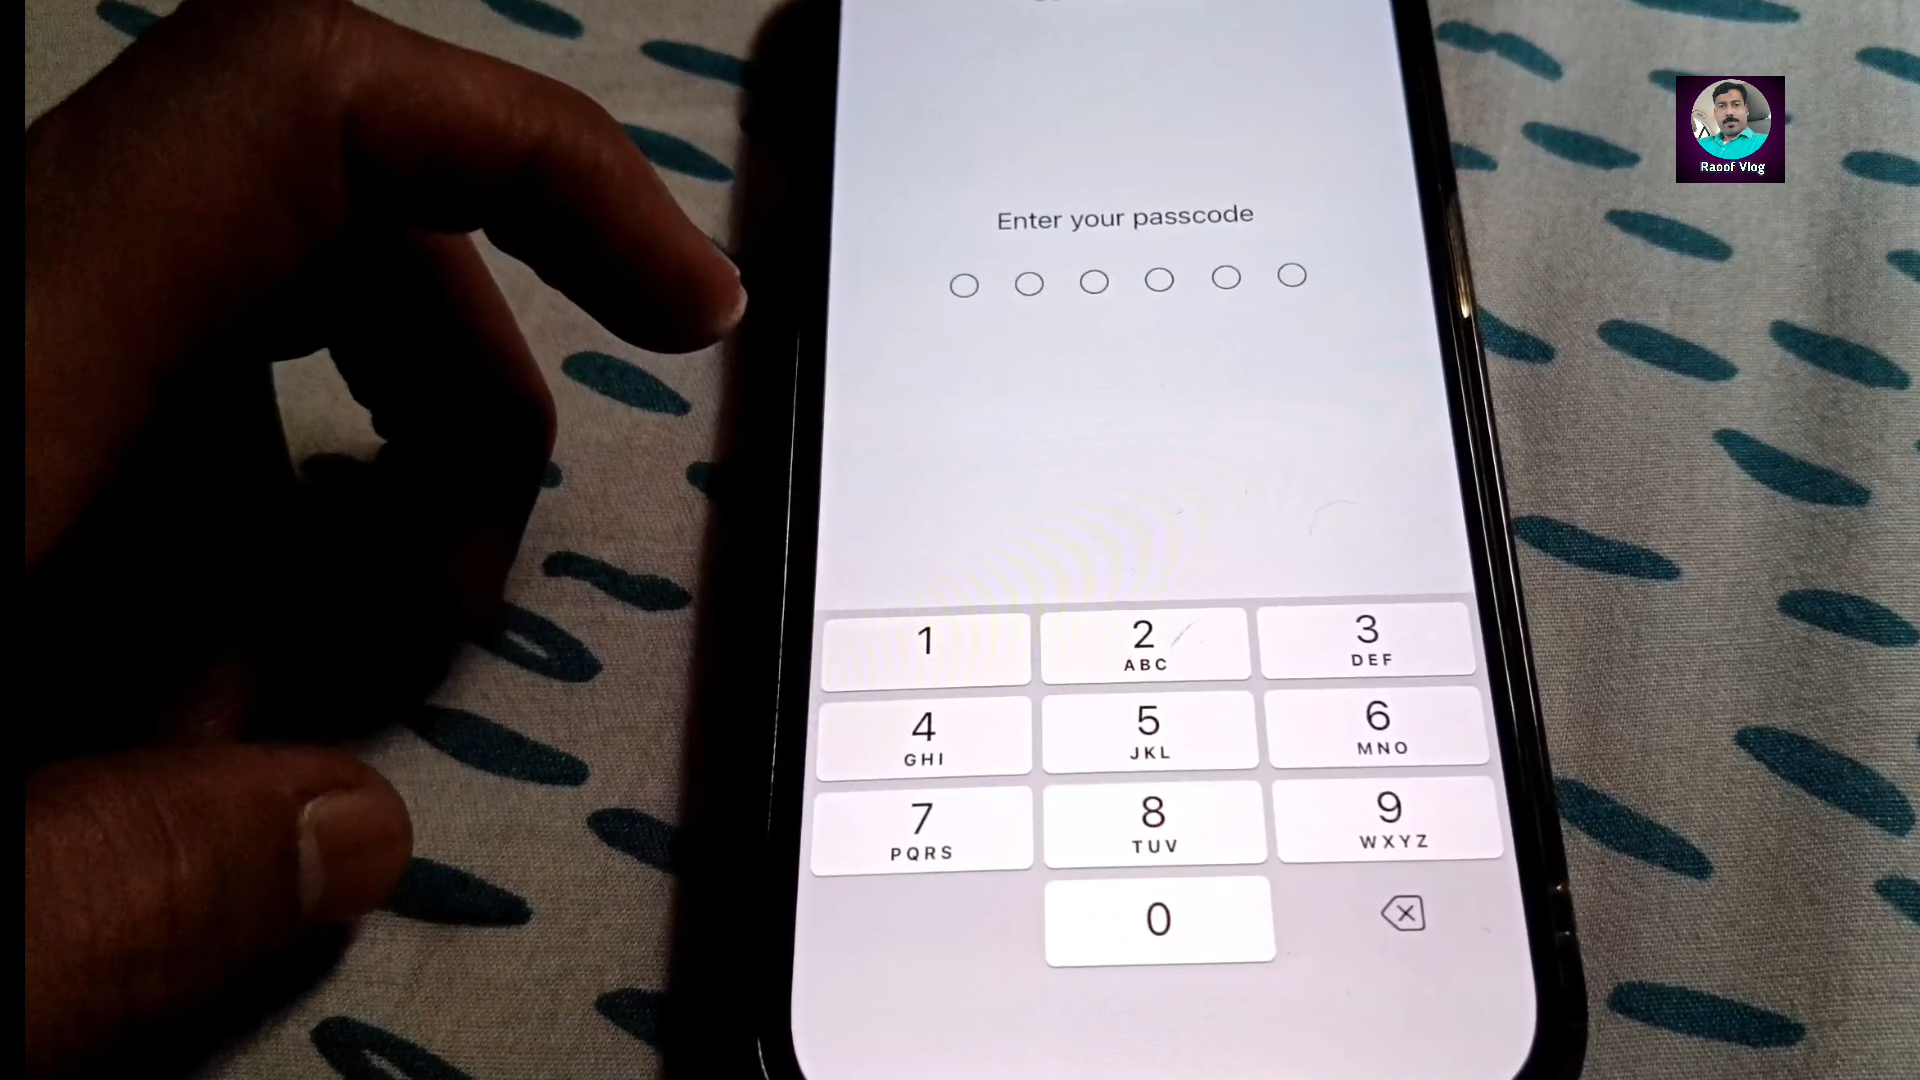 Raoof Vlog
Enter your passcode
1
2
ABC
3
DEF
4
GHI
5
JKL
6
MNO
7
PQRS
8
TUV
9
WXYZ
0